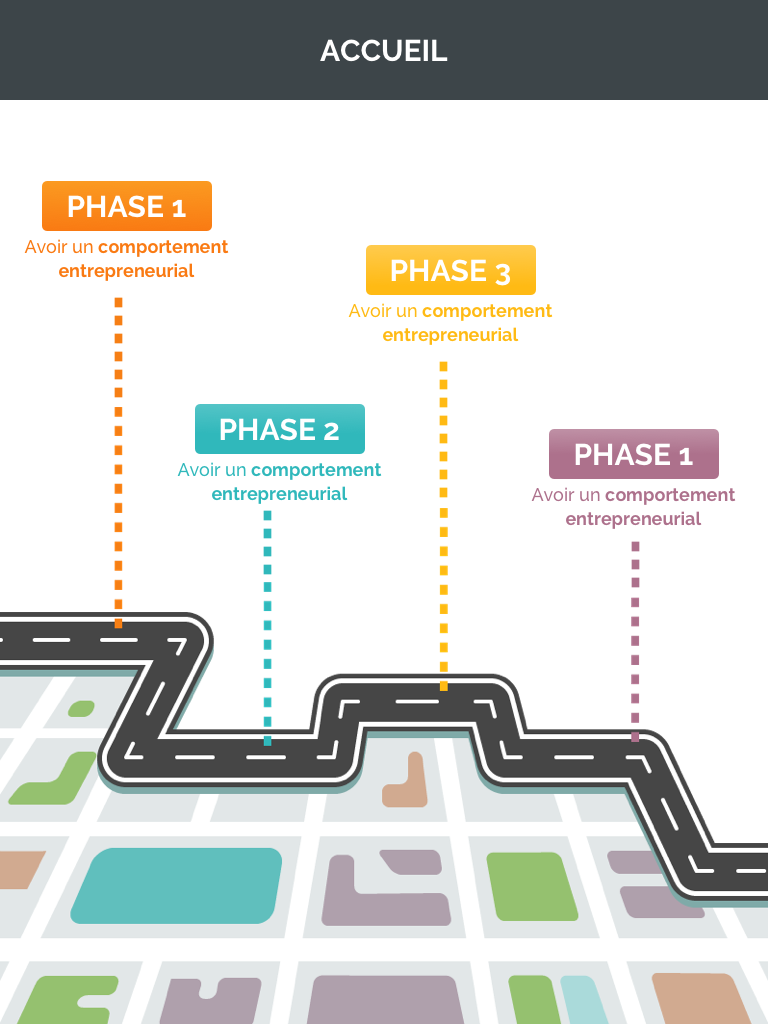 ACCUEIL
PHASE 1
Avoir un comportement
entrepreneurial
PHASE 3
Avoir un comportement
entrepreneurial
PHASE 2
Avoir un comportement
entrepreneurial
PHASE 1
Avoir un comportement
entrepreneurial